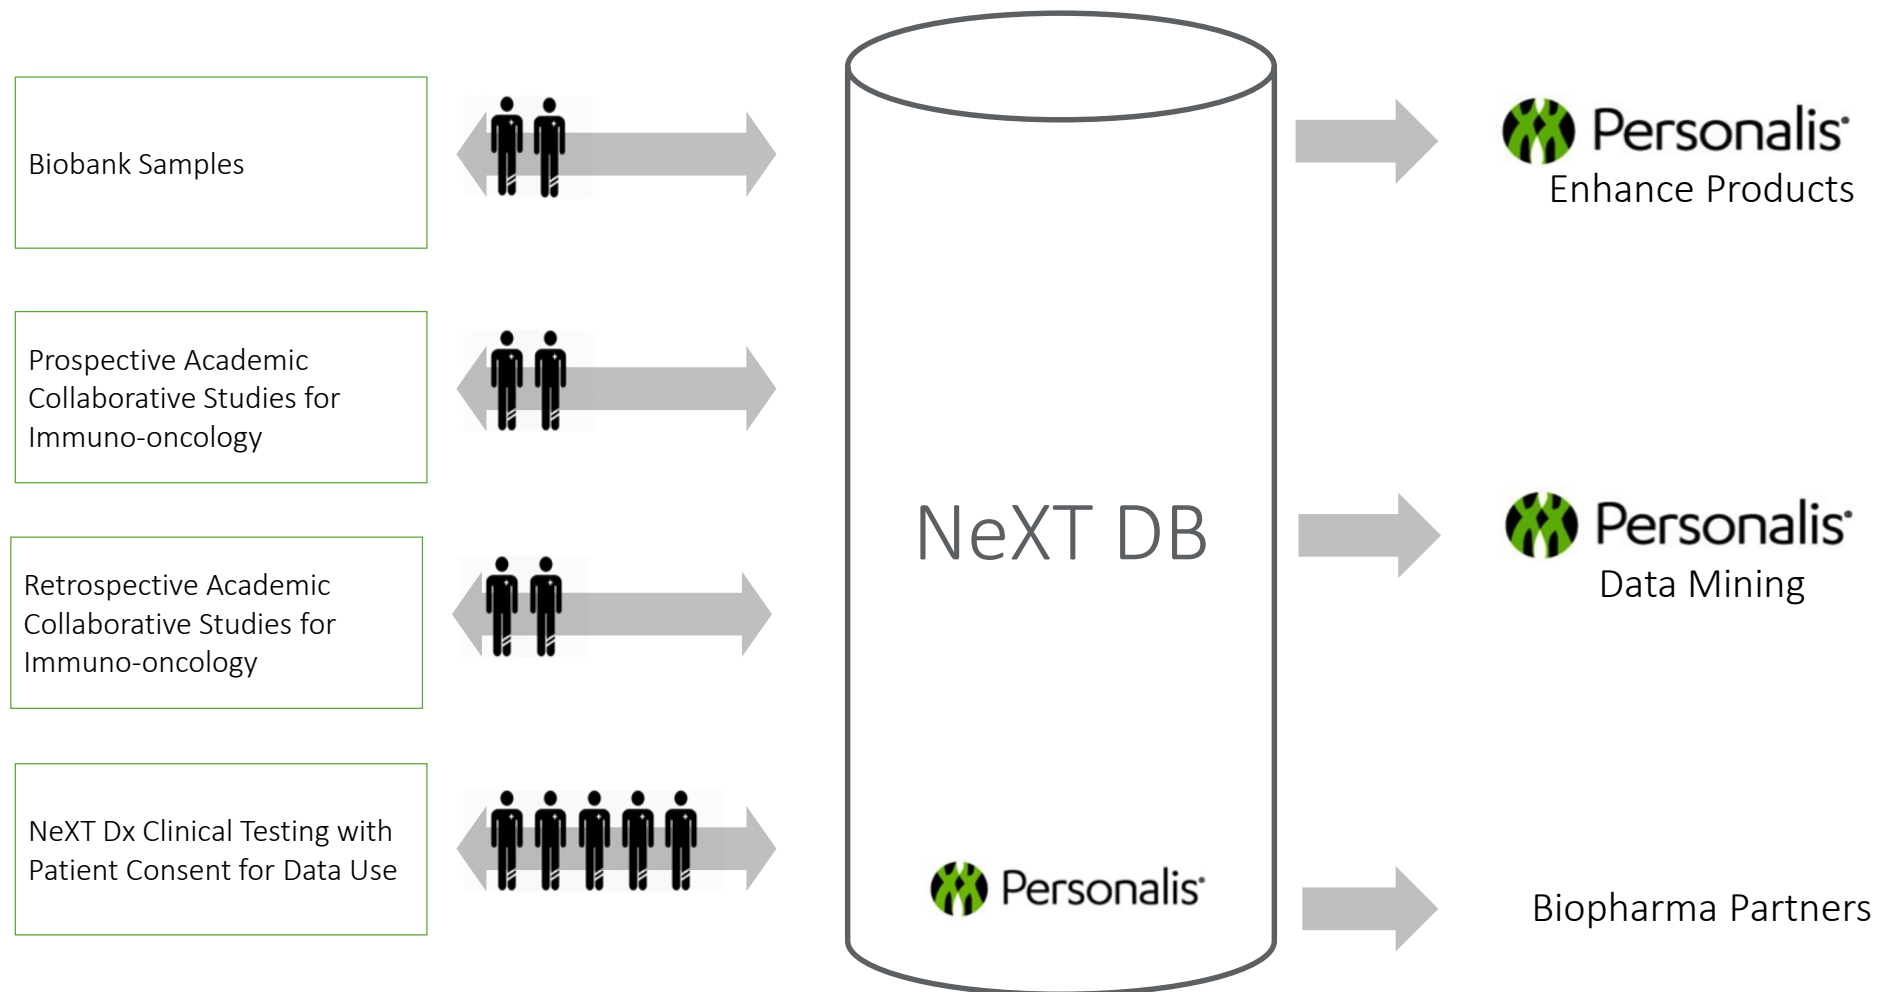 Biobank Samples
Prospective Academic
Collaborative Studies for
Immuno-oncology
Retrospective Academic
Collaborative Studies for
Immuno-oncology
NeXT Dx Clinical Testing with
Patient Consent for Data Use
NeXT DB
Personalis
Personalis
Enhance Products
Personalis
Data Mining
Biopharma Partners